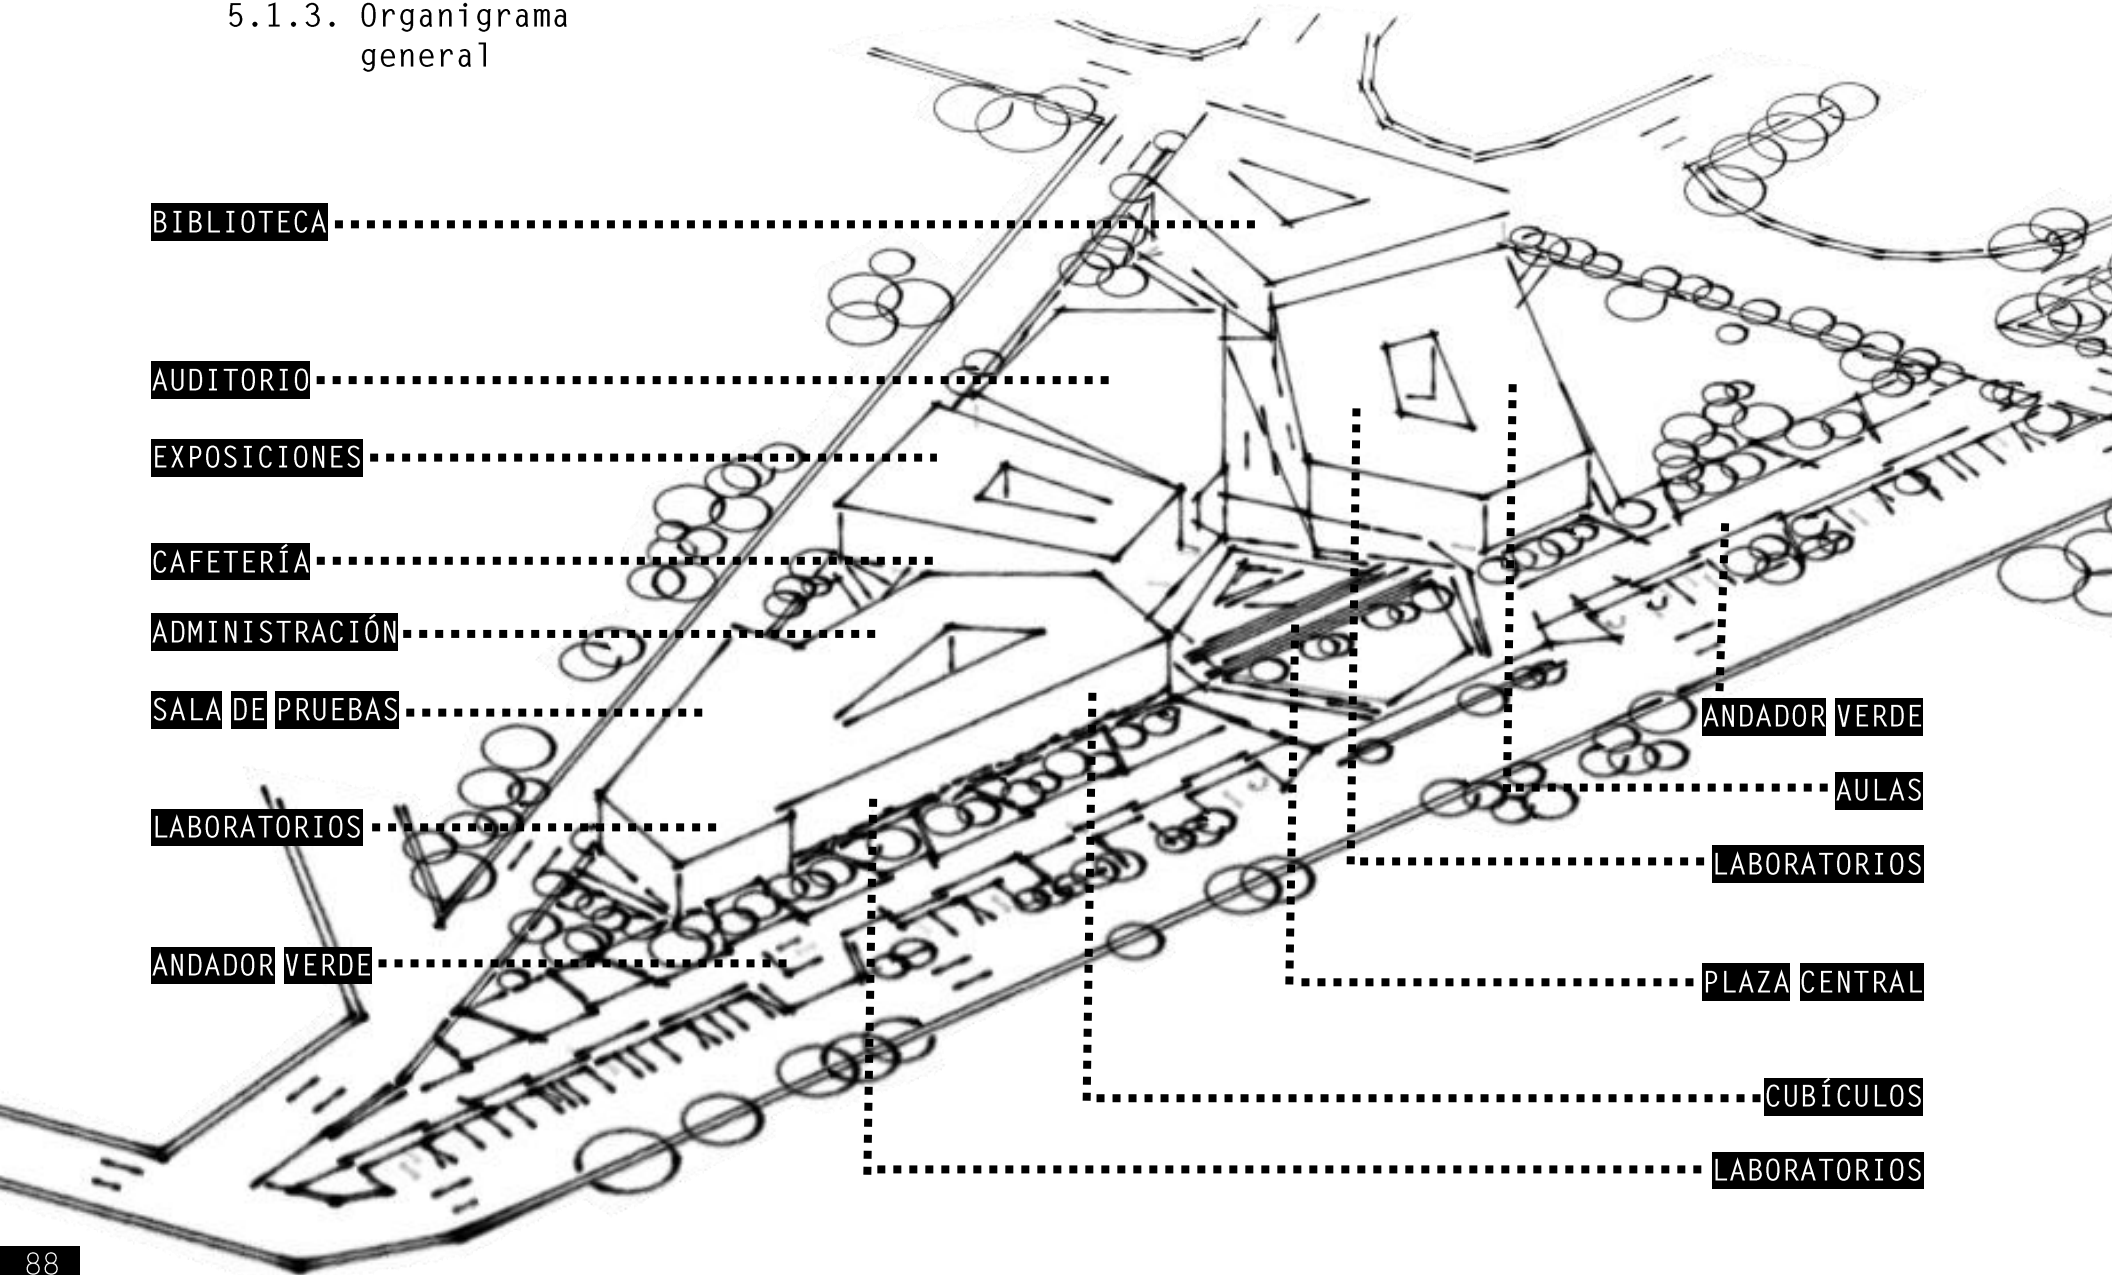 5.1.3. Organigrama
general
BIBLIOTECA
AUDITORIO
EXPOSICIONES
CAFETERÍA
ADMINISTRACIÓN
SALA DE PRUEBAS
LABORATORIOS
ANDADOR VERDE
ANDADOR VERDE
AULAS
LABORATORIOS
PLAZA CENTRAL
CUBÍCULOS
LABORATORIOS
88